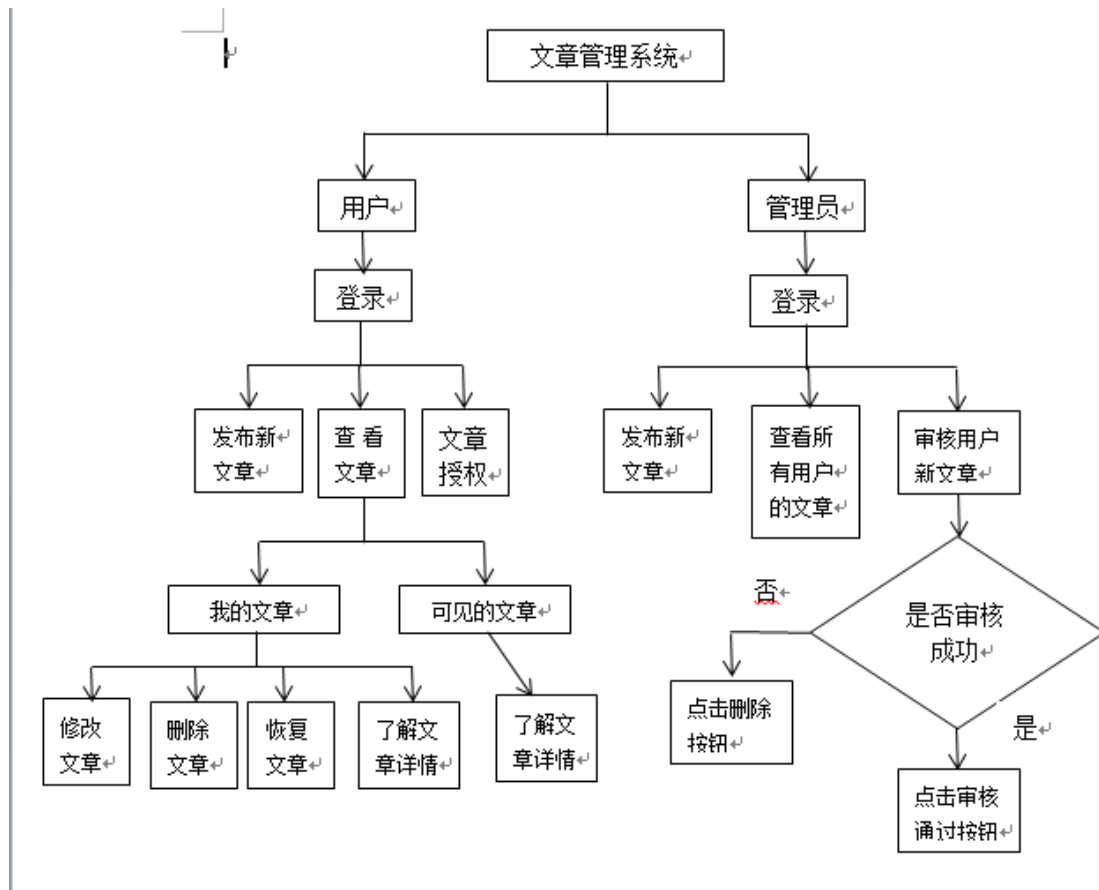 文章管理系统
用户
管理员
登录
登录
发布新
文章
查 看
文章
文章
授权
发布新
文章
查看所
有用户
的文章
审核用户
新文章
我的文章
可见的文章
否
是否审核
成功
修改
文章
删除
文章
恢复
文章
了解文
章详情
了解文
章详情
点击删除
按钮
是
点击审核
通过按钮